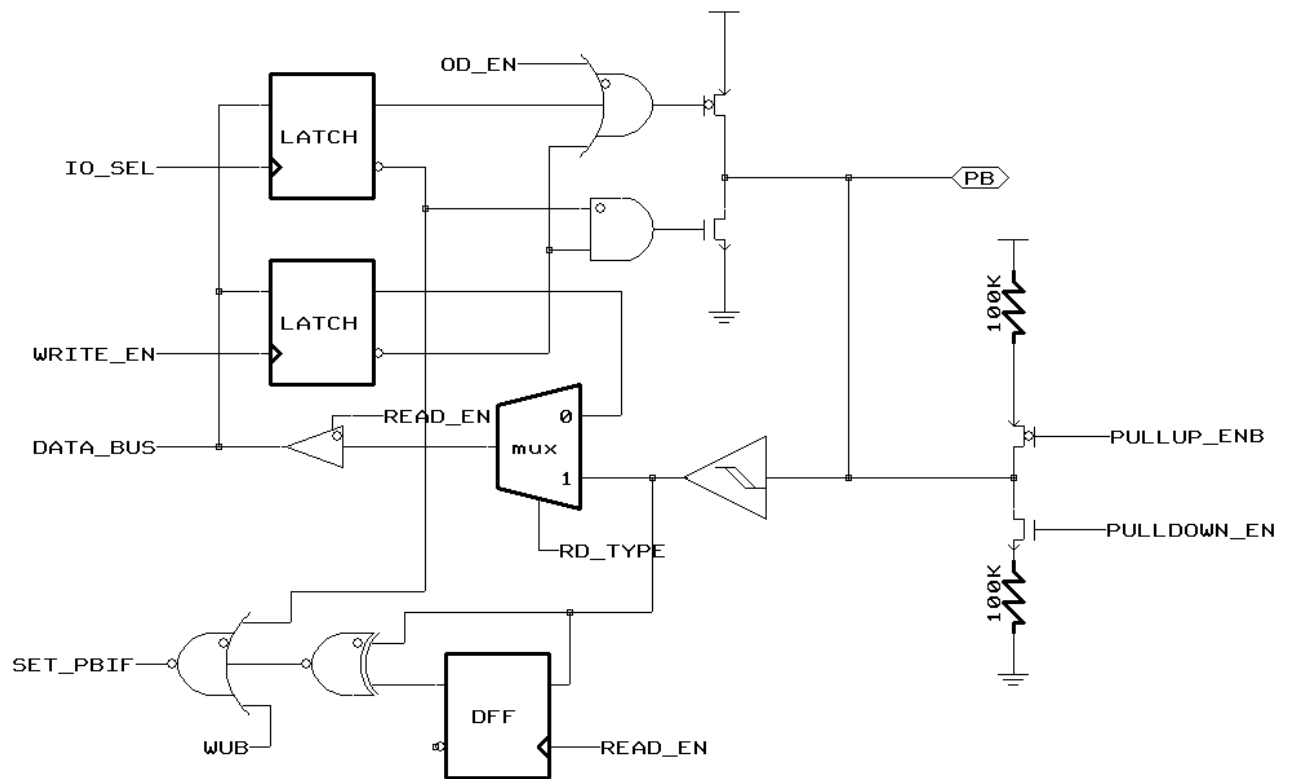 OD_EN
LATCH
IO_SEL
PB
100K
LATCH
WRITE_EN
READ_EN
0
DATA_BUS
mux
PULLUP_ENB
1
RD_TYPE
PULLDOWN_EN
100K
SET_PBIF
DFF
WUB
READ_EN